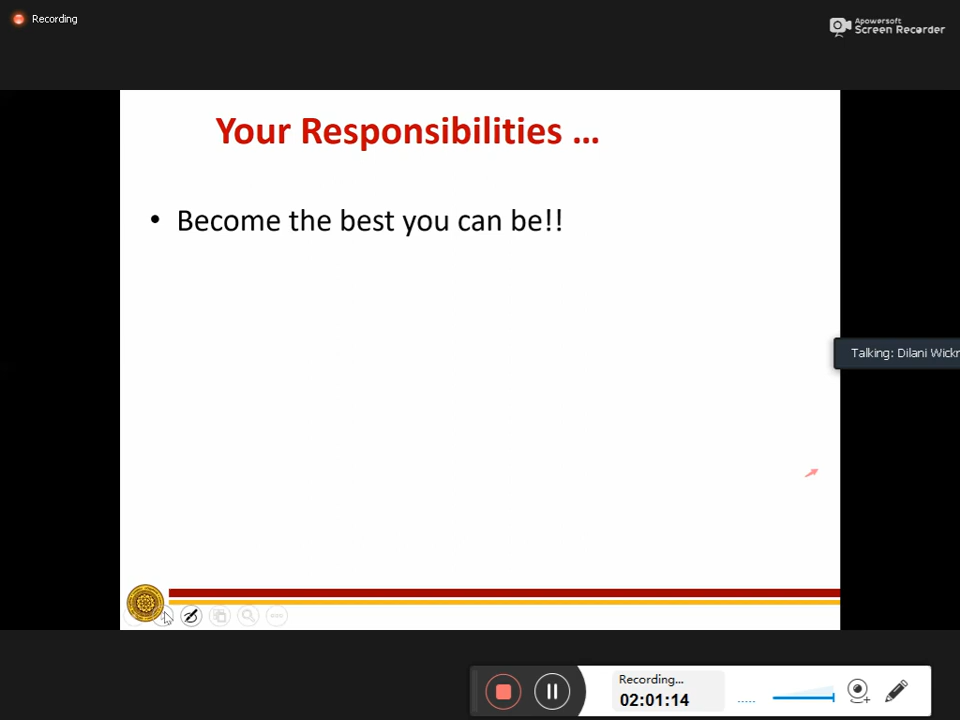 Recording
Apowersoft
Screen Recorder
Your Responsibilities ...
• Become the best you can be!!
Talking: Dilani Wickr
Recording...
02:01:14